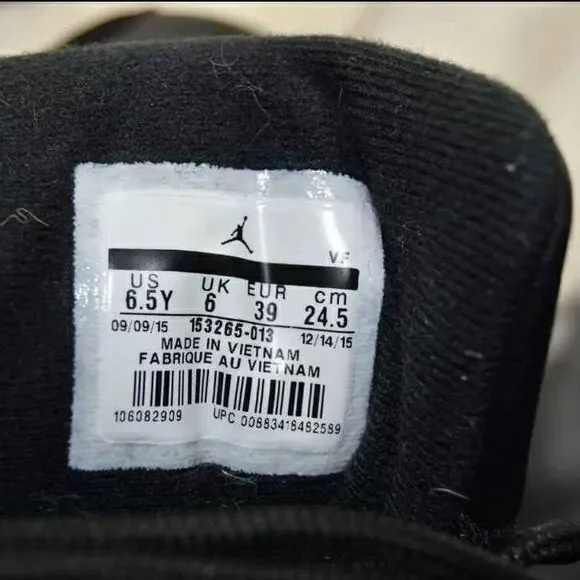 VF
US UK EUR cm
6.5Y 6 39 24.5
09/09/15 153265-013 12/14/15
MADE IN VIETNAM
FABRIQUE AU VIETNAM
106082909 UPC 00883418482589